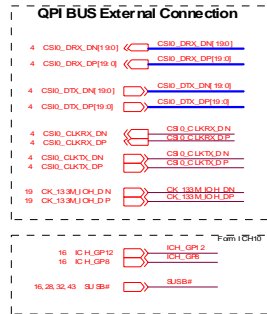 QPI BUS External Connection
4 CSI0_DRX_DN[19:0] CSI0_DRX_DN[19:0]
4 CSI0_DRX_DP[19:0] CSI0_DRX_DP[19:0]
4 CSI0_DTX_DN[19:0] CSI0_DTX_DN[19:0]
4 CSI0_DTX_DP[19:0] CSI0_DTX_DP[19:0]
4 CSI0_CLKRX_DN CSI0_CLKRX_DN
4 CSI0_CLKRX_DP CSI0_CLKRX_DP
4 CSI0_CLKTX_DN CSI0_CLKTX_DN
4 CSI0_CLKTX_DP CSI0_CLKTX_DP
19 CK_133M_IOH_DN CK_133M_IOH_DN
19 CK_133M_IOH_DP CK_133M_IOH_DP
Form ICH10
16 ICH_GP12 ICH_GP12
16 ICH_GP8 ICH_GP8
16,28,32,43 SUSB# SUSB#